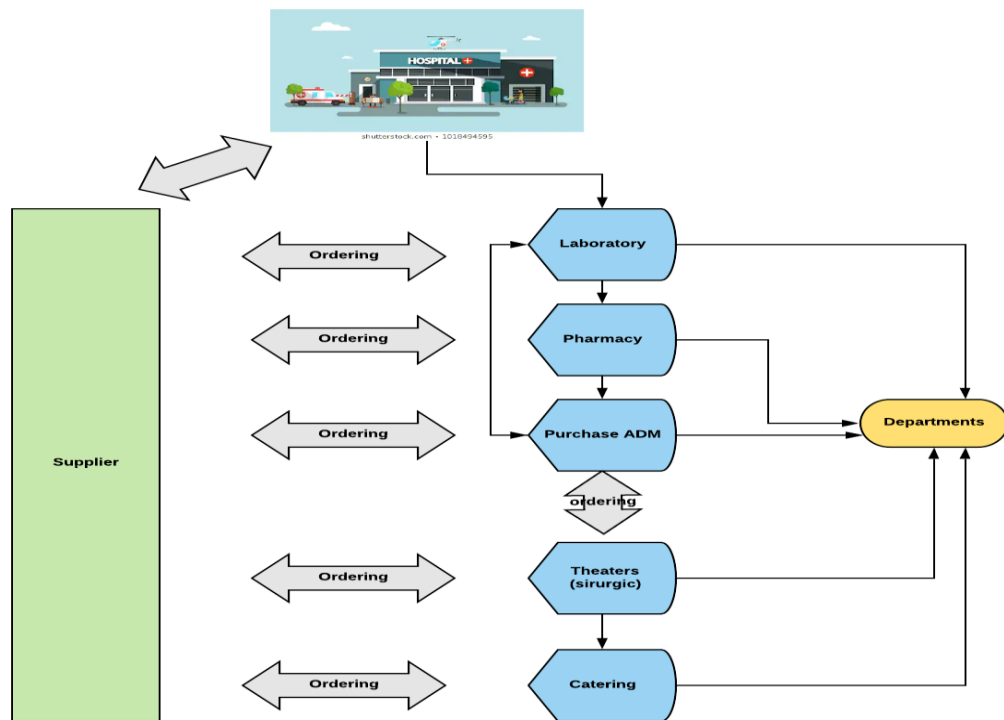 HOSPITAL
shutterstock.com • 1018494595
Ordering
Laboratory
Ordering
Pharmacy
Ordering
Purchase ADM
Departments
Supplier
ordering
Ordering
Theaters
(sirurgic)
Ordering
Catering